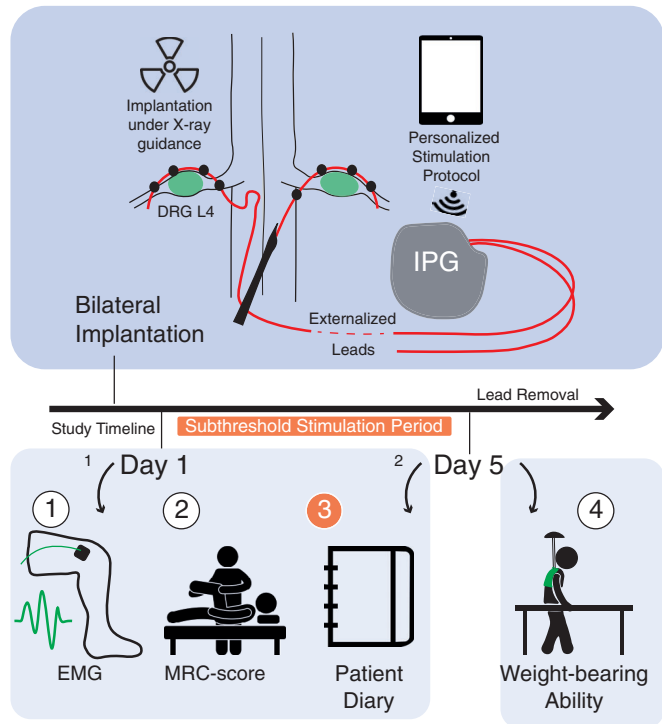 Implantation
under X-ray
guidance
Personalized
Stimulation
Protocol
DRG L4
IPG
Externalized
Leads
Bilateral
Implantation
Lead Removal
Study Timeline
Subthreshold Stimulation Period
1 Day 1
2 Day 5
1
2
3
4
EMG
MRC-score
Patient
Diary
Weight-bearing
Ability